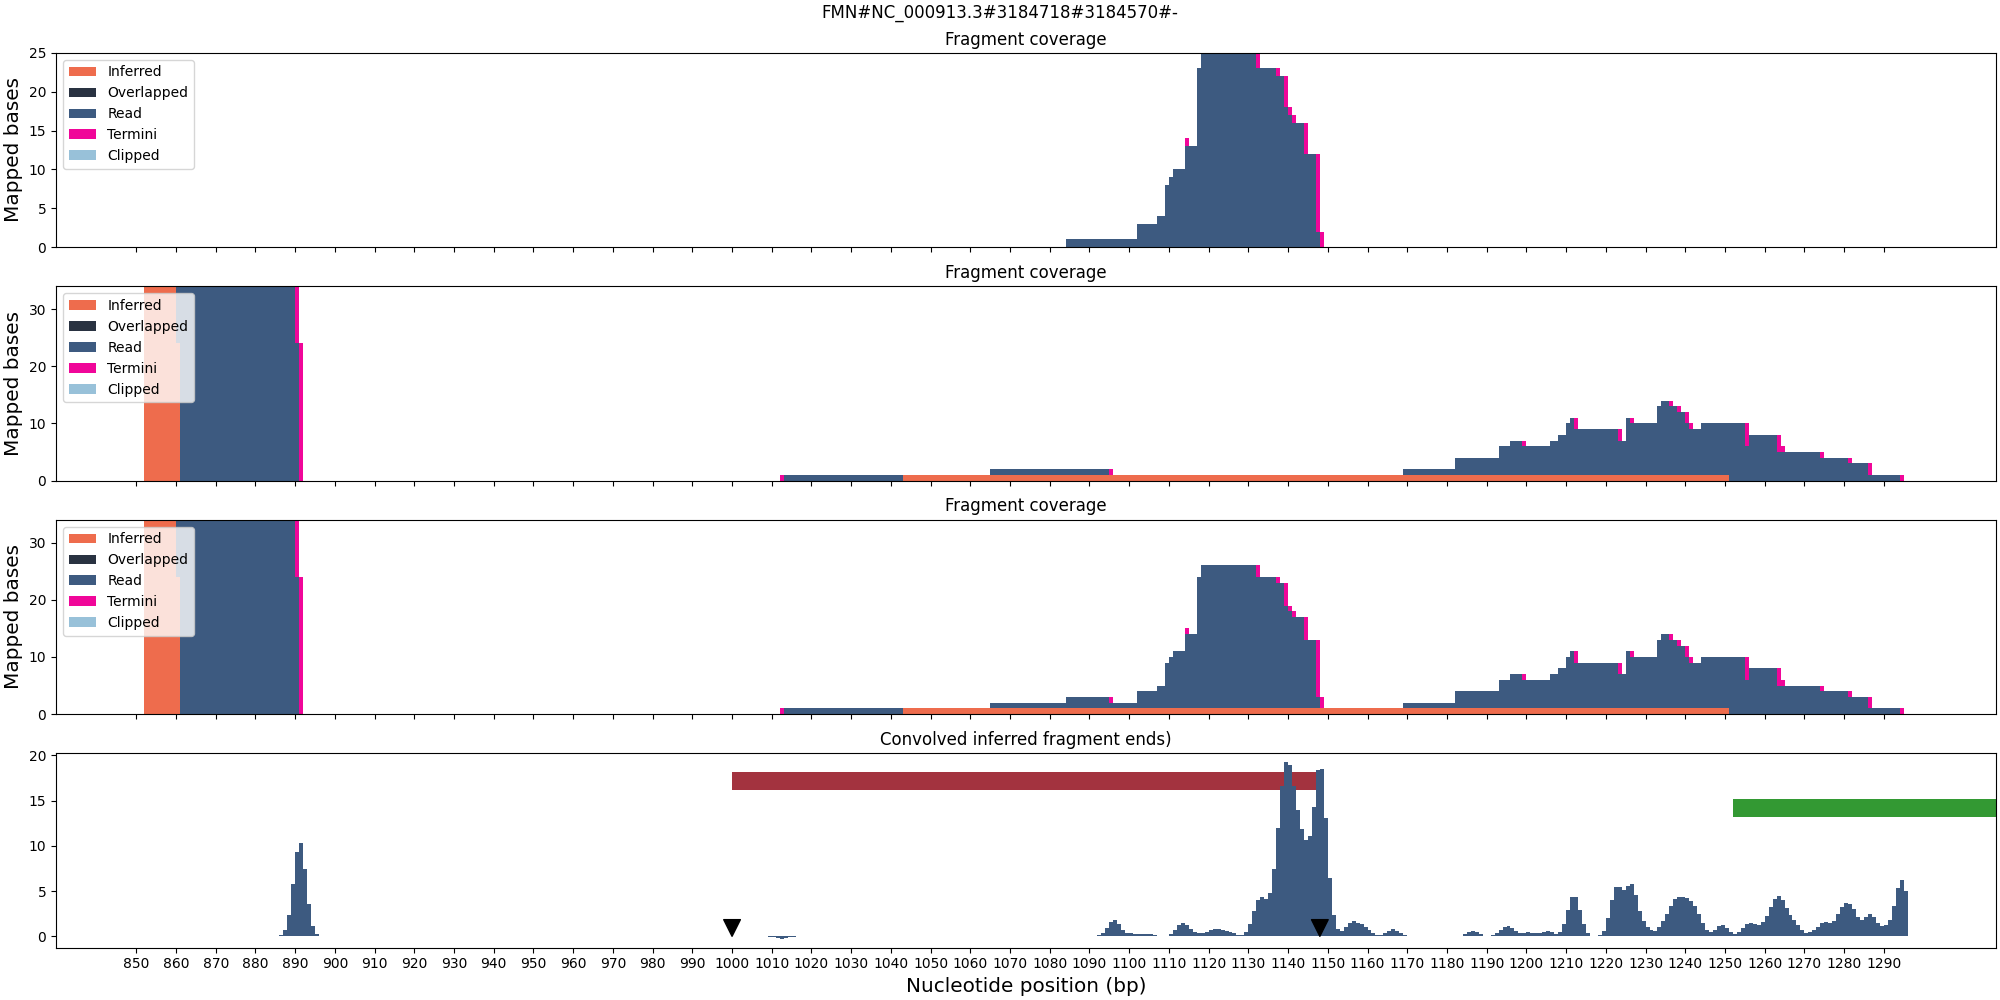 FMN#NC_000913.3#3184718#3184570#-
Fragment coverage
Mapped bases
25
20
15
10
5
0
Inferred
Overlapped
Read
Termini
Clipped
Fragment coverage
Mapped bases
30
20
10
0
Inferred
Overlapped
Read
Termini
Clipped
Fragment coverage
Mapped bases
30
20
10
0
Inferred
Overlapped
Read
Termini
Clipped
Convolved inferred fragment ends)
20
15
10
5
0
850 860 870 880 890 900 910 920 930 940 950 960 970 980 990 1000 1010 1020 1030 1040 1050 1060 1070 1080 1090 1100 1110 1120 1130 1140 1150 1160 1170 1180 1190 1200 1210 1220 1230 1240 1250 1260 1270 1280 1290
Nucleotide position (bp)